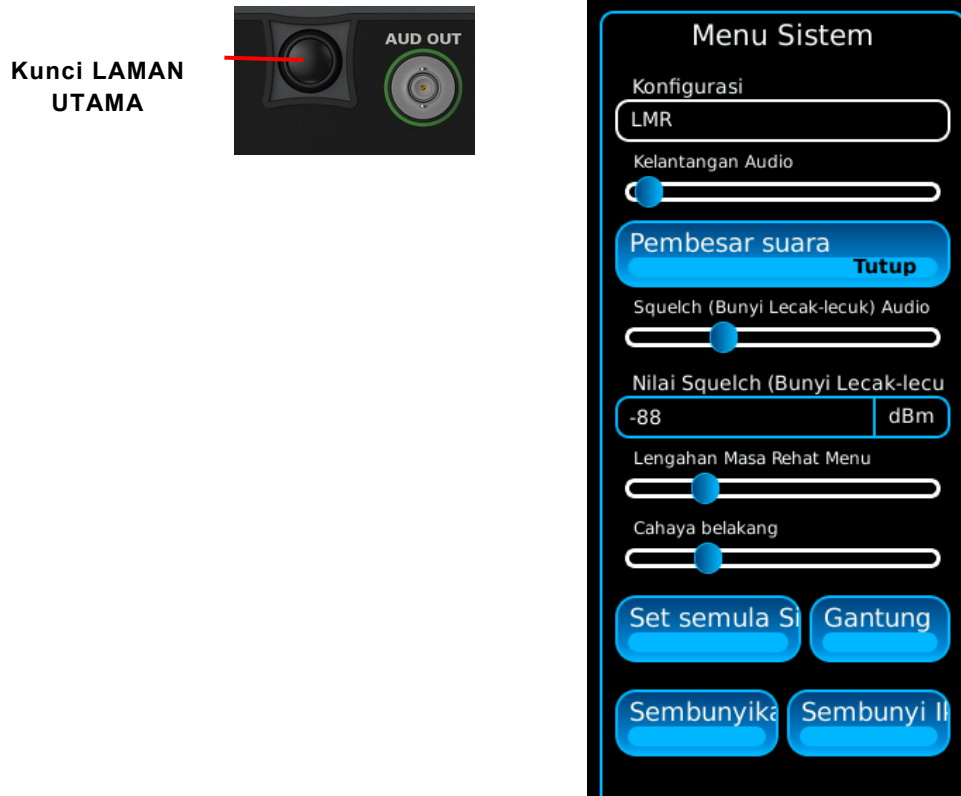 Kunci LAMAN
UTAMA
AUD OUT
Menu Sistem
Konfigurasi
LMR
Kelantangan Audio
Pembesar suara
Tutup
Squelch (Bunyi Lecak-lecuk) Audio
Nilai Squelch (Bunyi Lecak-lecu
-88 dBm
Lengahan Masa Rehat Menu
Cahaya belakang
Set semula Si Gantung
Sembunyika Sembunyi Ik